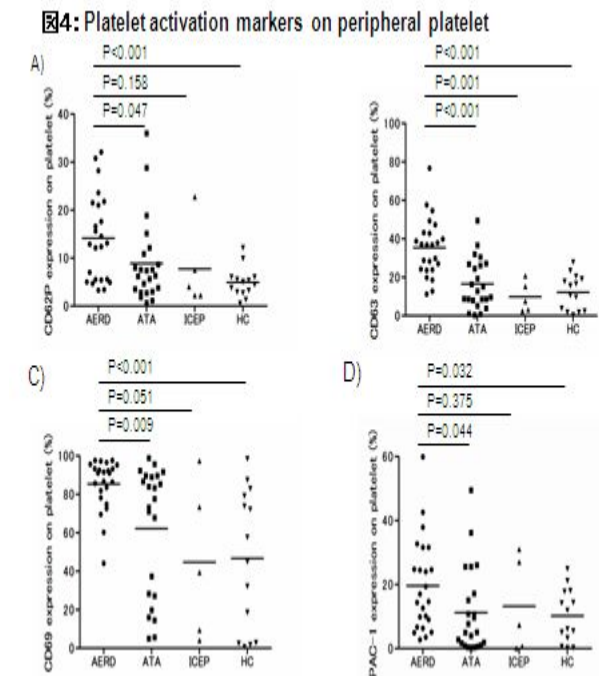 図4: Platelet activation markers on peripheral platelet
A)
P<0.001
P=0.158
P=0.047
CD62P expression on platelet (%)
40
30
20
10
0
AERD ATA ICEP HC
P<0.001
P=0.001
P<0.001
CD63 expression on platelet (%)
100
80
60
40
20
0
AERD ATA ICEP HC
C)
P<0.001
P=0.051
P=0.009
CD69 expression on platelet (%)
100
80
60
40
20
0
AERD ATA ICEP HC
D)
P=0.032
P=0.375
P=0.044
PAC-1 expression on platelet (%)
60
40
20
0
AERD ATA ICEP HC